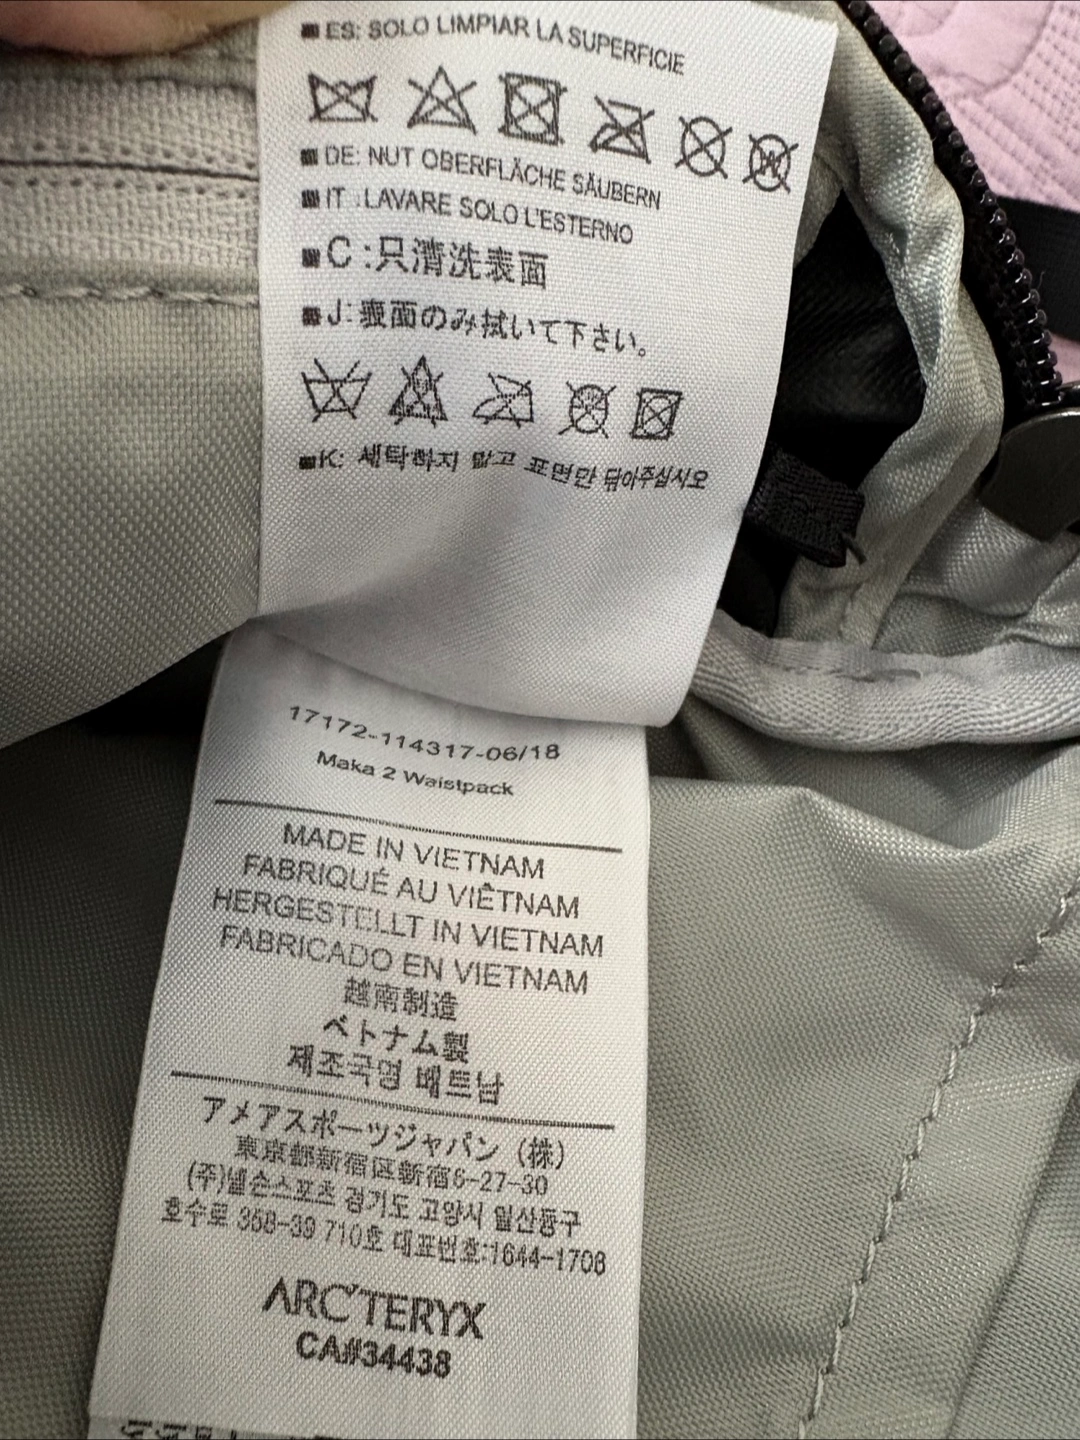 ES: SOLO LIMPIAR LA SUPERFICIE
DE: NUT OBERFLÄCHE SÄUBERN
IT :LAVARE SOLO L'ESTERNO
C :只清洗表面
J:表面のみ拭いて下さい。
K: 세탁하지 말고 표면만 닦아주십시오
17172-114317-06/18
Maka 2 Waistpack
MADE IN VIETNAM
FABRIQUÉ AU VIÊTNAM
HERGESTELLT IN VIETNAM
FABRICADO EN VIETNAM
越南制造
ベトナム製
제조국명 베트남
アメアスポーツジャパン（株）
東京都新宿区新宿6-27-30
(주)넬슨스포츠 경기도 고양시 일산동구
호수로 358-39 710호 대표번호:1644-1708
ARC'TERYX
CA#34438